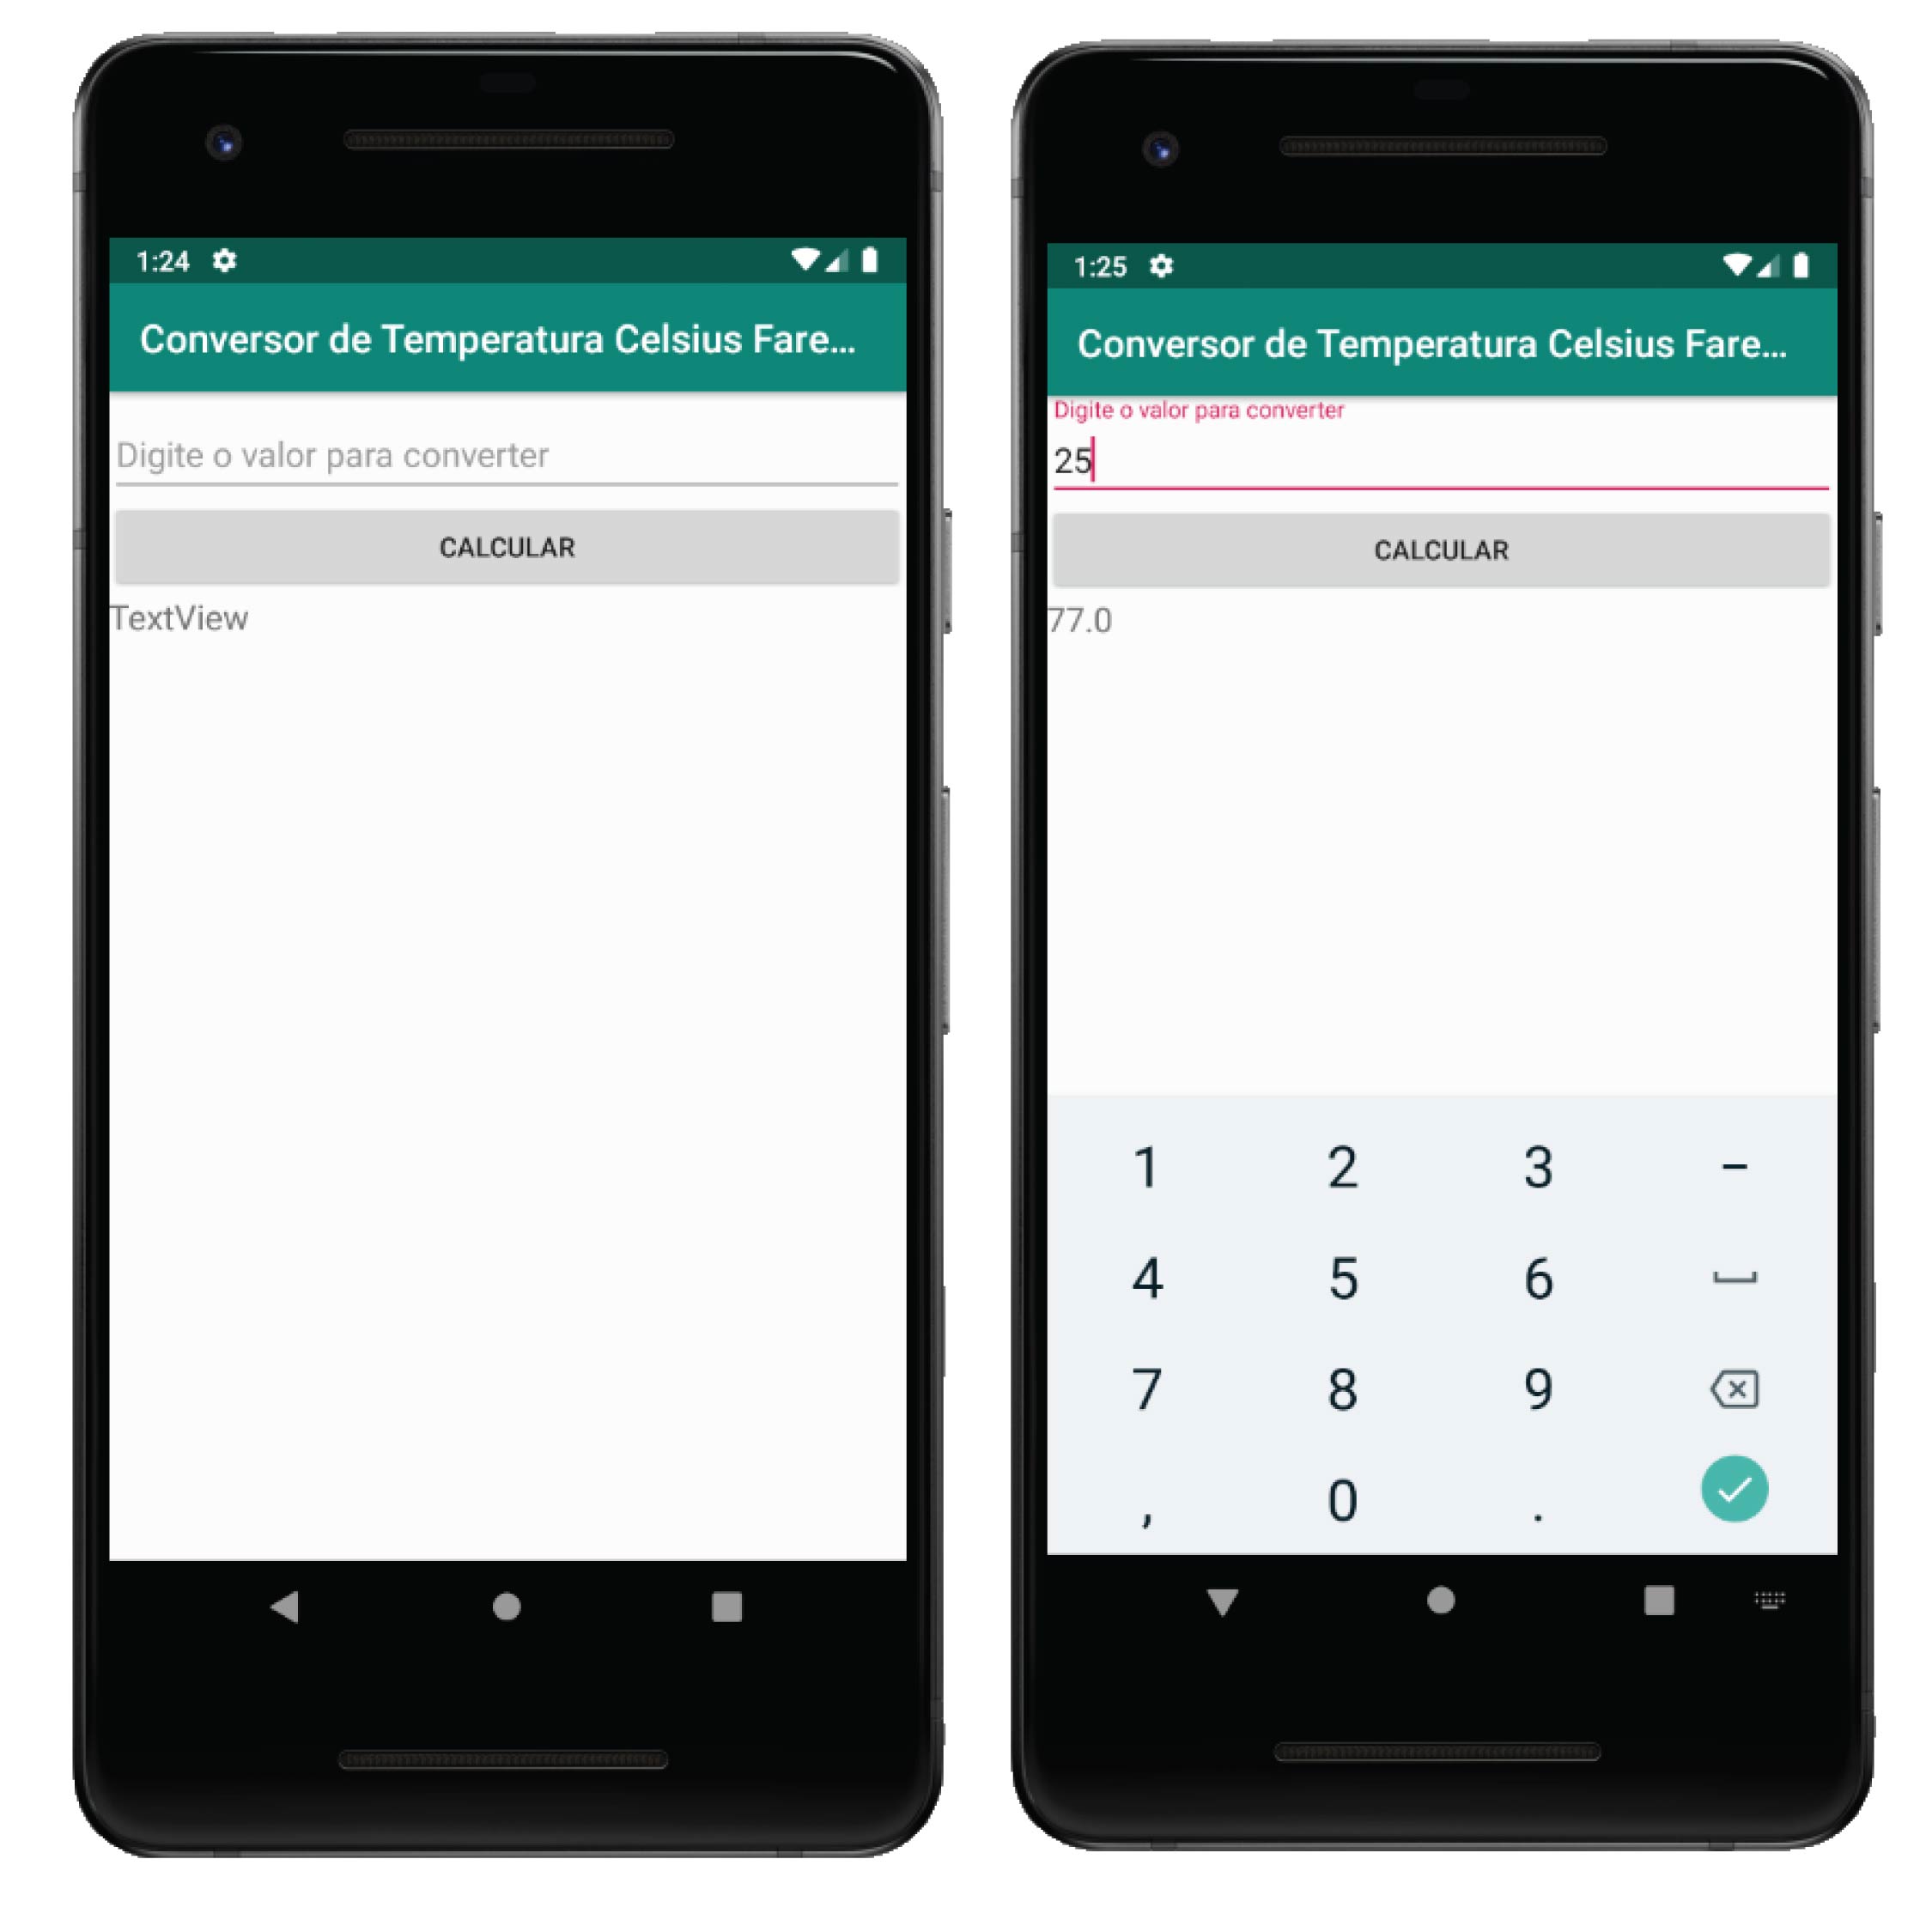 1:24
Conversor de Temperatura Celsius Fare...
Digite o valor para converter
CALCULAR
TextView
1:25
Conversor de Temperatura Celsius Fare...
Digite o valor para converter
25
CALCULAR
77.0
1 2 3 -
4 5 6
7 8 9
, 0 .